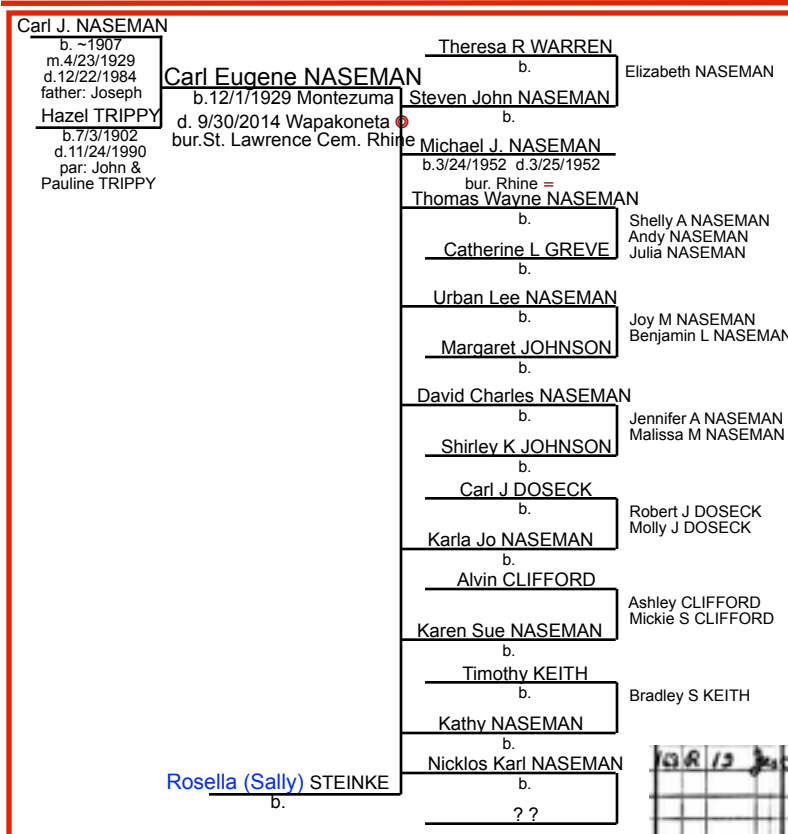 Carl J. NASEMAN
b. ~1907
m.4/23/1929
d.12/22/1984
father: Joseph
Hazel TRIPPY
b.7/3/1902
d.11/24/1990
par: John &
Pauline TRIPPY
Carl Eugene NASEMAN
b.12/1/1929 Montezuma
d. 9/30/2014 Wapakoneta
bur.St. Lawrence Cem. Rhine
Rosella (Sally) STEINKE
b.
Theresa R WARREN
b.
Steven John NASEMAN
b.
Elizabeth NASEMAN
Michael J. NASEMAN
b.3/24/1952 d.3/25/1952
bur. Rhine =
Thomas Wayne NASEMAN
b.
Catherine L GREVE
b.
Shelly A NASEMAN
Andy NASEMAN
Julia NASEMAN
Urban Lee NASEMAN
b.
Margaret JOHNSON
b.
Joy M NASEMAN
Benjamin L NASEMAN
David Charles NASEMAN
b.
Shirley K JOHNSON
b.
Jennifer A NASEMAN
Malissa M NASEMAN
Carl J DOSECK
b.
Karla Jo NASEMAN
b.
Robert J DOSECK
Molly J DOSECK
Alvin CLIFFORD
Karen Sue NASEMAN
b.
Ashley CLIFFORD
Mickie S CLIFFORD
Timothy KEITH
b.
Kathy NASEMAN
b.
Bradley S KEITH
Nicklos Karl NASEMAN
b.
? ?